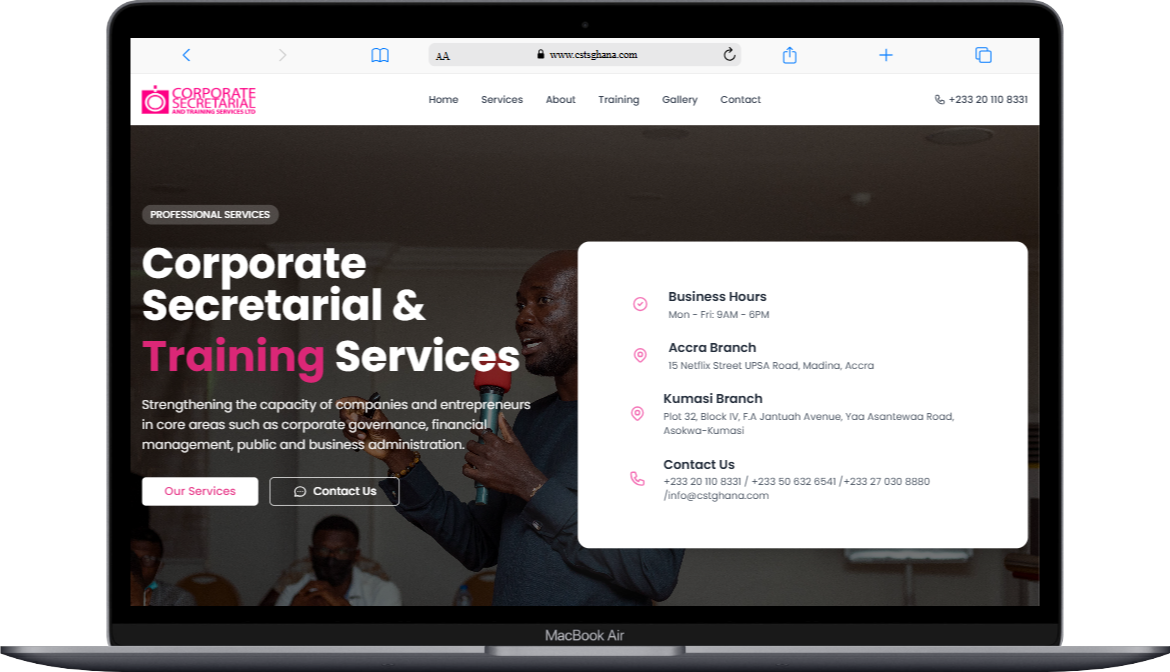 AA
www.cstsghana.com
CORPORATE
SECRETARIAL
AND TRAINING SERVICES LTD
Home
Services
About
Training
Gallery
Contact
+233 20 110 8331
PROFESSIONAL SERVICES
Corporate
Secretarial &
Training Services
Strengthening the capacity of companies and entrepreneurs
in core areas such as corporate governance, financial
management, public and business administration.
Our Services
Contact Us
Business Hours
Mon - Fri: 9AM - 6PM
Accra Branch
15 Netflix Street UPSA Road, Madina, Accra
Kumasi Branch
Plot 32, Block IV, F.A Jantuah Avenue, Yaa Asantewaa Road,
Asokwa-Kumasi
Contact Us
+233 20 110 8331 / +233 50 632 6541 /+233 27 030 8880
/info@cstghana.com
MacBook Air